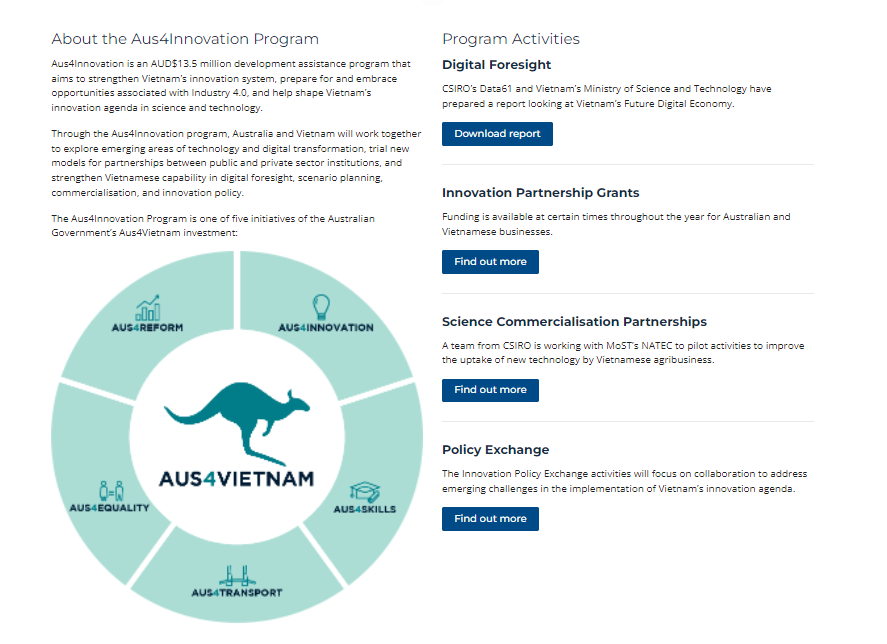 About the Aus4Innovation Program
Aus4Innovation is an AUD$13.5 million development assistance program that
aims to strengthen Vietnam's innovation system, prepare for and embrace
opportunities associated with Industry 4.0, and help shape Vietnam's
innovation agenda in science and technology.
Through the Aus4Innovation program, Australia and Vietnam will work together
to explore emerging areas of technology and digital transformation, trial new
models for partnerships between public and private sector institutions, and
strengthen Vietnamese capability in digital foresight, scenario planning,
commercialisation, and innovation policy.
The Aus4Innovation Program is one of five initiatives of the Australian
Government's Aus4Vietnam investment:
AUS4REFORM
AUS4INNOVATION
AUS4VIETNAM
AUS4EQUALITY
AUS4SKILLS
AUS4TRANSPORT
Program Activities
Digital Foresight
CSIRO's Data61 and Vietnam's Ministry of Science and Technology have
prepared a report looking at Vietnam's Future Digital Economy.
Download report
Innovation Partnership Grants
Funding is available at certain times throughout the year for Australian and
Vietnamese businesses.
Find out more
Science Commercialisation Partnerships
A team from CSIRO is working with MoST's NATEC to pilot activities to improve
the uptake of new technology by Vietnamese agribusiness.
Find out more
Policy Exchange
The Innovation Policy Exchange activities will focus on collaboration to address
emerging challenges in the implementation of Vietnam's innovation agenda.
Find out more